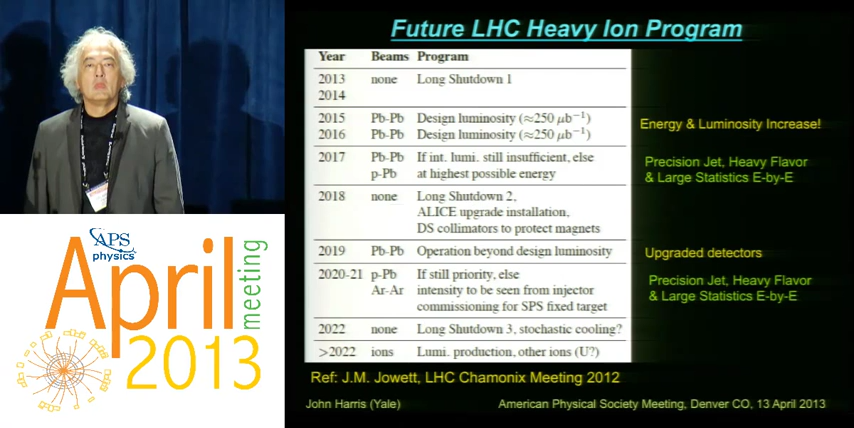 APS
physics
April
meeting
2013
Future LHC Heavy Ion Program
Year Beams Program
2013 none Long Shutdown 1
2014
2015 Pb-Pb Design luminosity (≈250 μb⁻¹)
2016 Pb-Pb Design luminosity (≈250 μb⁻¹)
2017 Pb-Pb If int. lumi. still insufficient, else
p-Pb at highest possible energy
2018 none Long Shutdown 2,
ALICE upgrade installation,
DS collimators to protect magnets
2019 Pb-Pb Operation beyond design luminosity
2020-21 p-Pb If still priority, else
Ar-Ar intensity to be seen from injector
commissioning for SPS fixed target
2022 none Long Shutdown 3, stochastic cooling?
>2022 ions Lumi. production, other ions (U?)
Energy & Luminosity Increase!
Precision Jet, Heavy Flavor
& Large Statistics E-by-E
Upgraded detectors
Precision Jet, Heavy Flavor
& Large Statistics E-by-E
Ref: J.M. Jowett, LHC Chamonix Meeting 2012
John Harris (Yale) American Physical Society Meeting, Denver CO, 13 April 2013